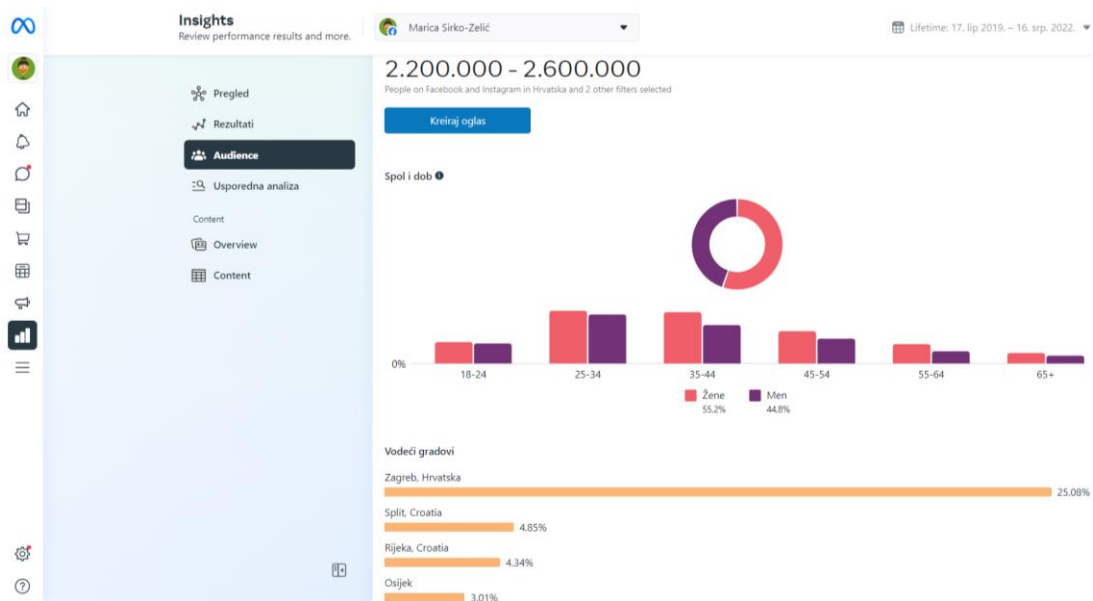 Insights
Review performance results and more.
Marica Sirko-Zelić
Lifetime: 17. lip 2019. – 16. srp. 2022.
Pregled
Rezultati
Audience
Usporedna analiza
Content
Overview
Content
2.200.000 - 2.600.000
People on Facebook and Instagram in Hrvatska and 2 other filters selected
Kreiraj oglas
Spol i dob
0%
18-24 25-34 35-44 45-54 55-64 65+
Žene Men
55.2% 44.8%
Vodeći gradovi
Zagreb, Hrvatska
25.08%
Split, Croatia
4.85%
Rijeka, Croatia
4.34%
Osijek
3.01%